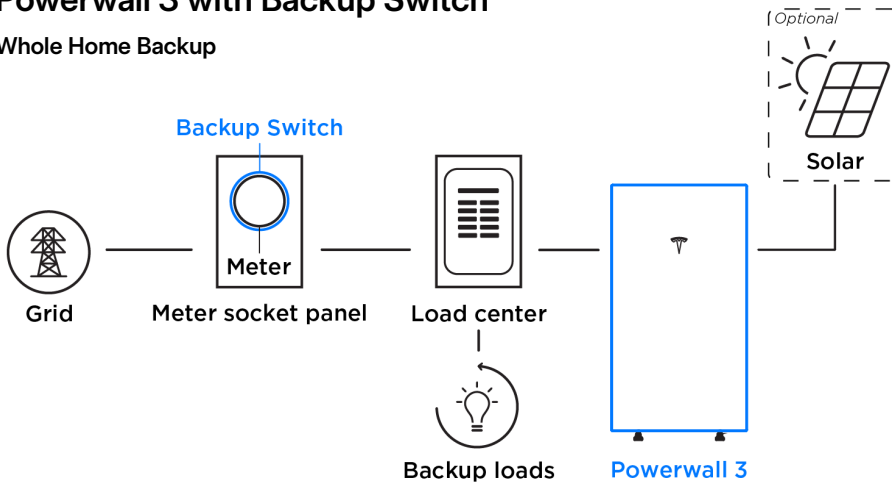 Powerwall 3 with Backup Switch
Whole Home Backup
Optional
Solar
Backup Switch
Meter
Grid
Meter socket panel
Load center
Backup loads
Powerwall 3